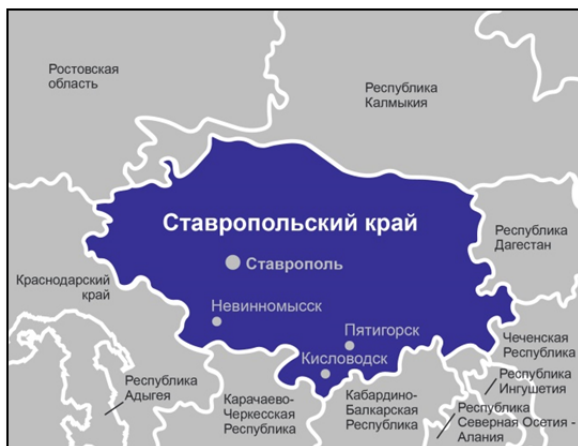 Ростовская
область
Республика
Калмыкия
Ставропольский край
Республика
Дагестан
Ставрополь
Краснодарский
край
Невинномысск
Пятигорск
Чеченская
Республика
Кисловодск
Республика
Ингушетия
Республика
Адыгея
Карачаево-
Черкесская
Республика
Кабардино-
Балкарская
Республика
Республика
Северная Осетия -
Алания